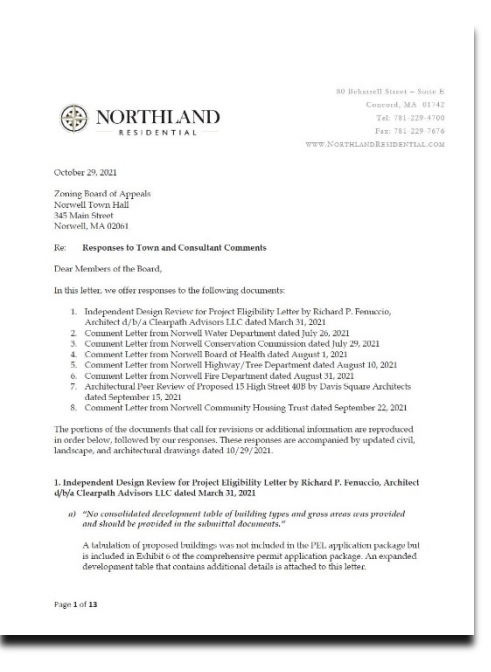 NORTHLAND
RESIDENTIAL
80 Beharrell Street – Suite E
Concord, MA 01742
Tel: 781-229-4700
Fax: 781-229-7676
WWW.NORTHLANDRESIDENTIAL.COM
October 29, 2021
Zoning Board of Appeals
Norwell Town Hall
345 Main Street
Norwell, MA 02061
Re: Responses to Town and Consultant Comments
Dear Members of the Board,
In this letter, we offer responses to the following documents:
1. Independent Design Review for Project Eligibility Letter by Richard P. Fenuccio,
Architect d/b/a Clearpath Advisors LLC dated March 31, 2021
2. Comment Letter from Norwell Water Department dated July 26, 2021
3. Comment Letter from Norwell Conservation Commission dated July 29, 2021
4. Comment Letter from Norwell Board of Health dated August 1, 2021
5. Comment Letter from Norwell Highway/Tree Department dated August 10, 2021
6. Comment Letter from Norwell Fire Department dated August 31, 2021
7. Architectural Peer Review of Proposed 15 High Street 40B by Davis Square Architects
dated September 15, 2021
8. Comment Letter from Norwell Community Housing Trust dated September 22, 2021
The portions of the documents that call for revisions or additional information are reproduced
in order below, followed by our responses. These responses are accompanied by updated civil,
landscape, and architectural drawings dated 10/29/2021.
1. Independent Design Review for Project Eligibility Letter by Richard P. Fenuccio, Architect
d/b/a Clearpath Advisors LLC dated March 31, 2021
a) “No consolidated development table of building types and gross areas was provided
and should be provided in the submittal documents.”
A tabulation of proposed buildings was not included in the PEL application package but
is included in Exhibit 6 of the comprehensive permit application package. An expanded
development table that contains additional details is attached to this letter.
Page 1 of 13